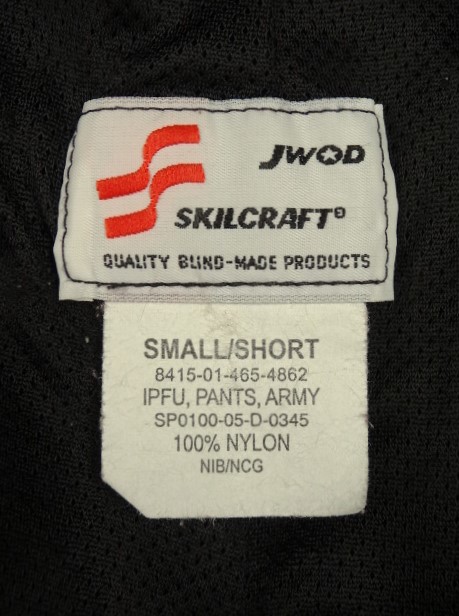 JWOD
SKILCRAFT®
QUALITY BLIND-MADE PRODUCTS
SMALL/SHORT
8415-01-465-4862
IPFU, PANTS, ARMY
SP0100-05-D-0345
100% NYLON
NIB/NCG